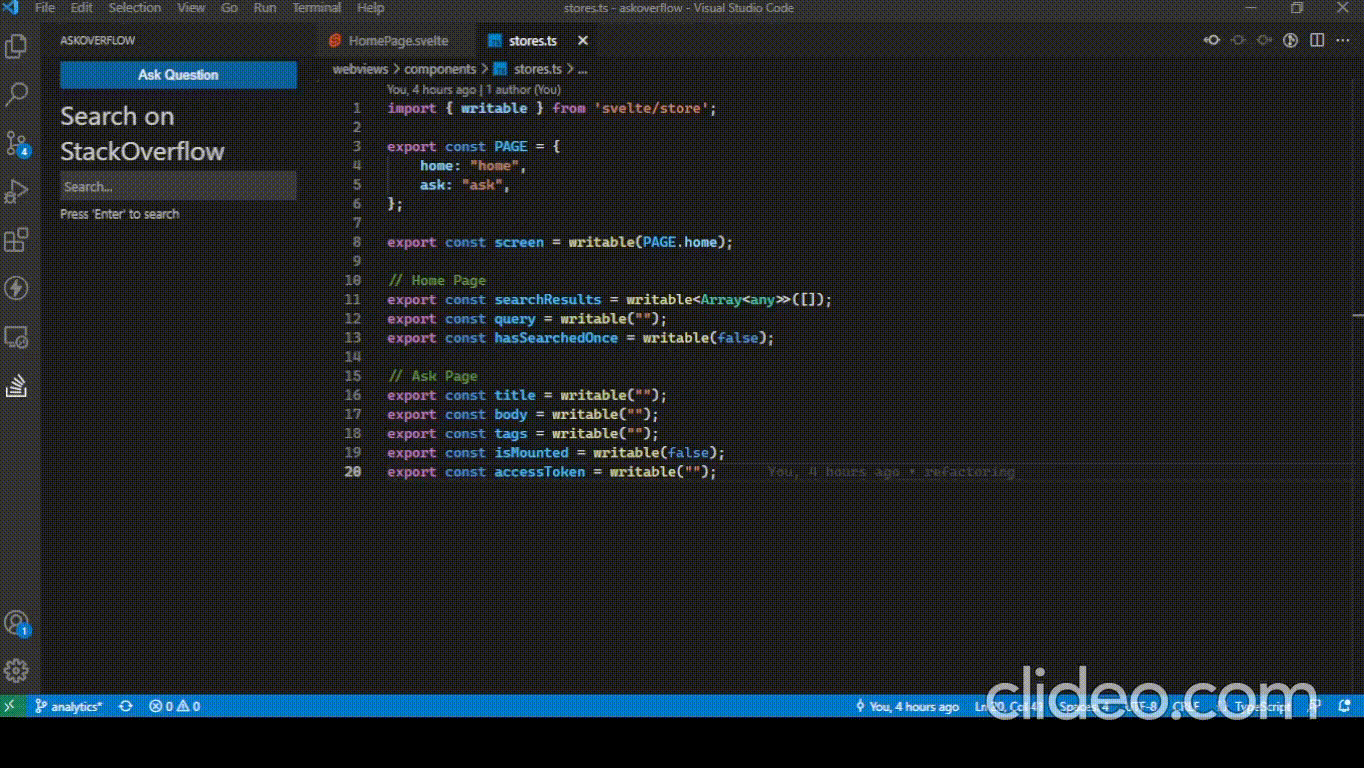 File Edit Selection View Go Run Terminal Help
stores.ts - askoverflow - Visual Studio Code
ASKOVERFLOW
Ask Question
Search on
StackOverflow
Search...
Press 'Enter' to search
4
1
HomePage.svelte
TS stores.ts
webviews > components > TS stores.ts > ...
You, 4 hours ago | 1 author (You)
1 import { writable } from 'svelte/store';
2
3 export const PAGE = {
4 home: "home",
5 ask: "ask",
6 };
7
8 export const screen = writable(PAGE.home);
9
10 // Home Page
11 export const searchResults = writable<Array<any>>([]);
12 export const query = writable("");
13 export const hasSearchedOnce = writable(false);
14
15 // Ask Page
16 export const title = writable("");
17 export const body = writable("");
18 export const tags = writable("");
19 export const isMounted = writable(false);
20 export const accessToken = writable(""); You, 4 hours ago • refactoring
analytics* 0 0
You, 4 hours ago Ln 20, Col 41 Spaces: 4 UTF-8 CRLF TypeScript
clideo.com